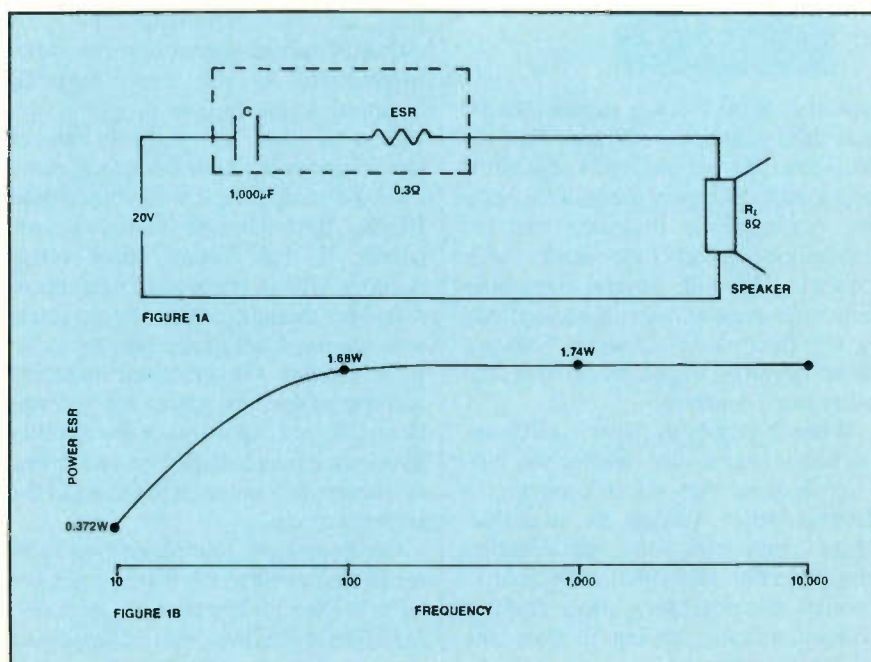 C
ESR
1,000µF
0.3Ω
20V
RL
8Ω
SPEAKER
FIGURE 1A
POWER ESR
0.372W
1.68W
1.74W
10
100
1,000
10,000
FIGURE 1B
FREQUENCY